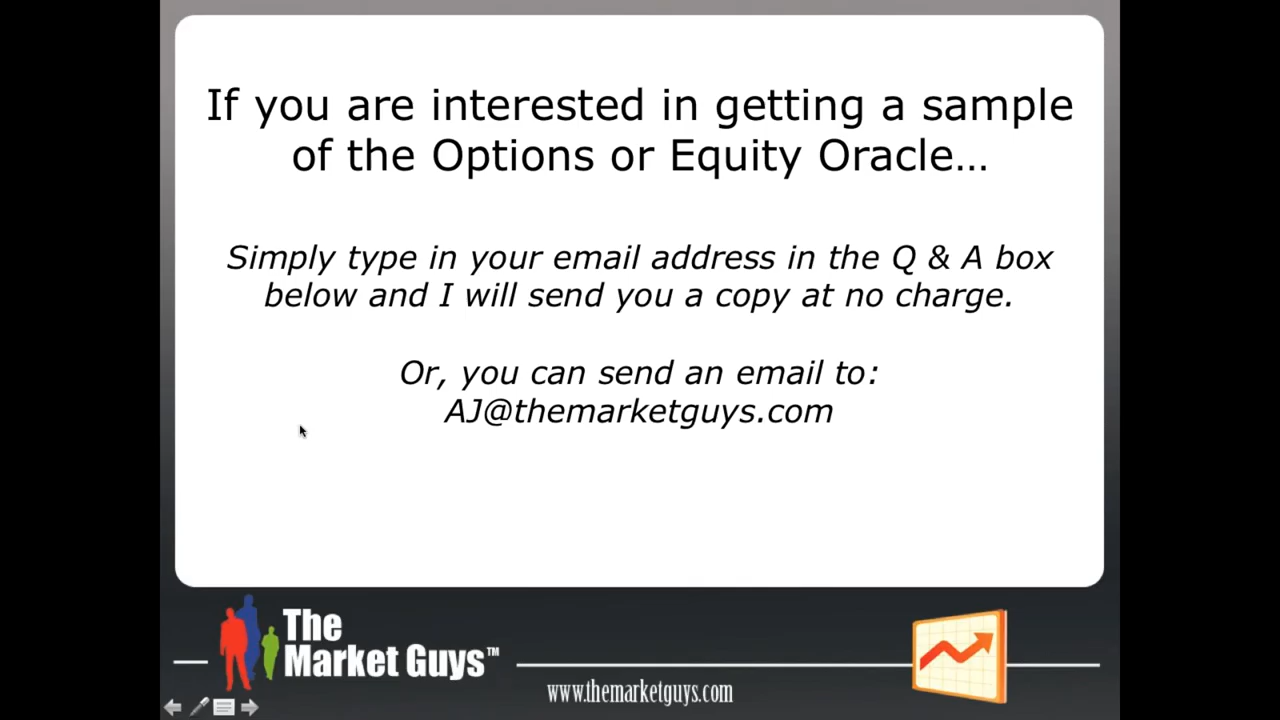 If you are interested in getting a sample
of the Options or Equity Oracle…
Simply type in your email address in the Q & A box
below and I will send you a copy at no charge.
Or, you can send an email to:
AJ@themarketguys.com
The
Market Guys™
www.themarketguys.com